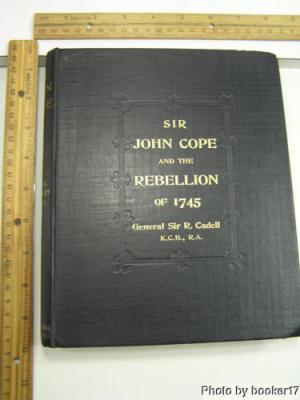 SIR
JOHN COPE
AND THE
REBELLION
OF 1745
General Sir R. Cadell
K.C.B., R.A.
Photo by booker17